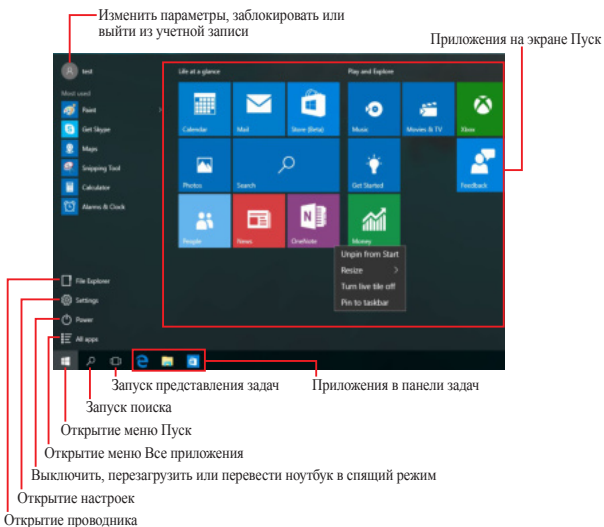 Изменить параметры, заблокировать или
выйти из учетной записи
Приложения на экране Пуск
test
Life at a glance
Play and Explore
Most used
Paint
Get Skype
Maps
Snipping Tool
Calculator
Alarms & Clock
Calendar
Mail
Store (Beta)
Music
Movies & TV
Xbox
Photos
Search
Get Started
Feedback
People
News
OneNote
Money
Unpin from Start
Resize
Turn live tile off
Pin to taskbar
File Explorer
Settings
Power
All apps
Запуск представления задач
Приложения в панели задач
Запуск поиска
Открытие меню Пуск
Открытие меню Все приложения
Выключить, перезагрузить или перевести ноутбук в спящий режим
Открытие настроек
Открытие проводника